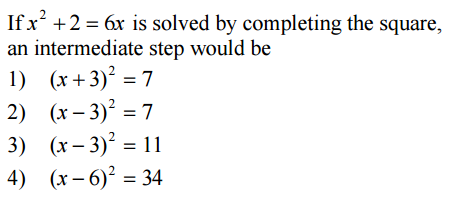 If x² + 2 = 6x is solved by completing the square,
an intermediate step would be
1) (x + 3)² = 7
2) (x − 3)² = 7
3) (x − 3)² = 11
4) (x − 6)² = 34